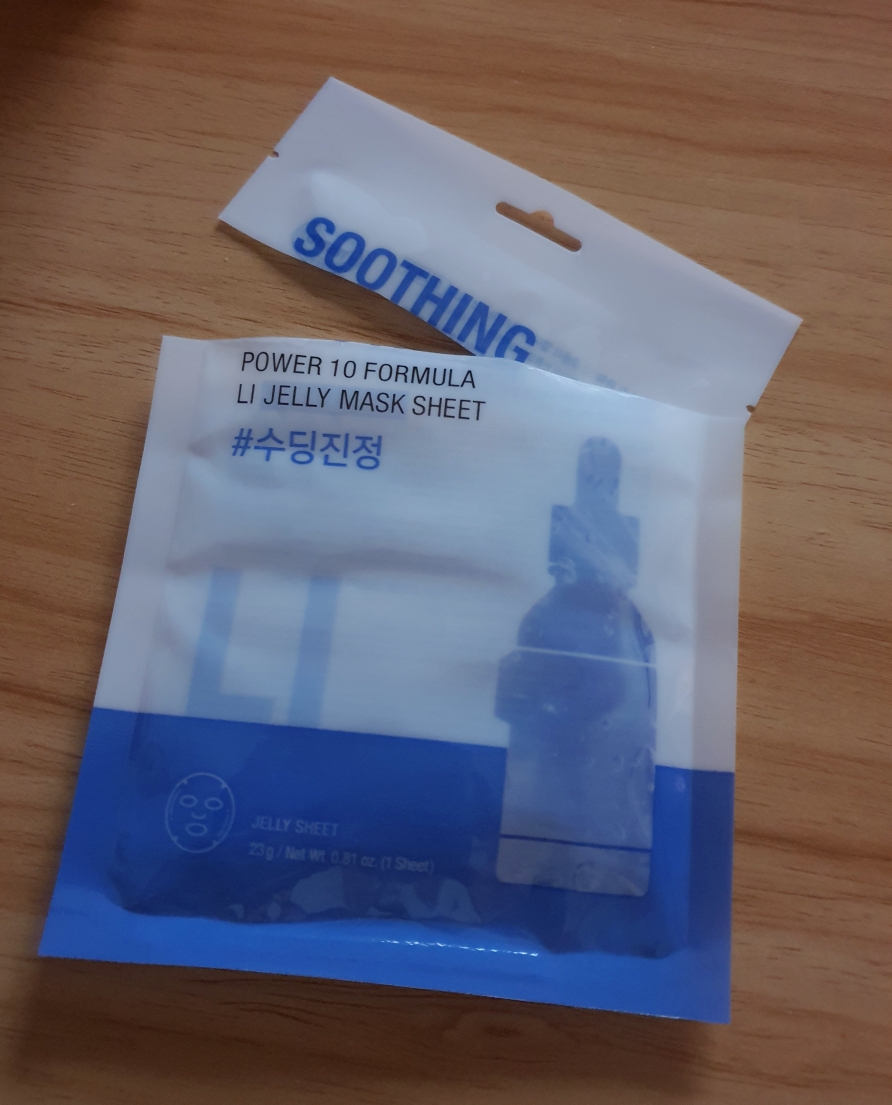 SOOTHING
POWER 10 FORMULA
LI JELLY MASK SHEET
#수딩진정
LI
JELLY SHEET
23g / Net Wt. 0.81 oz. (1 Sheet)